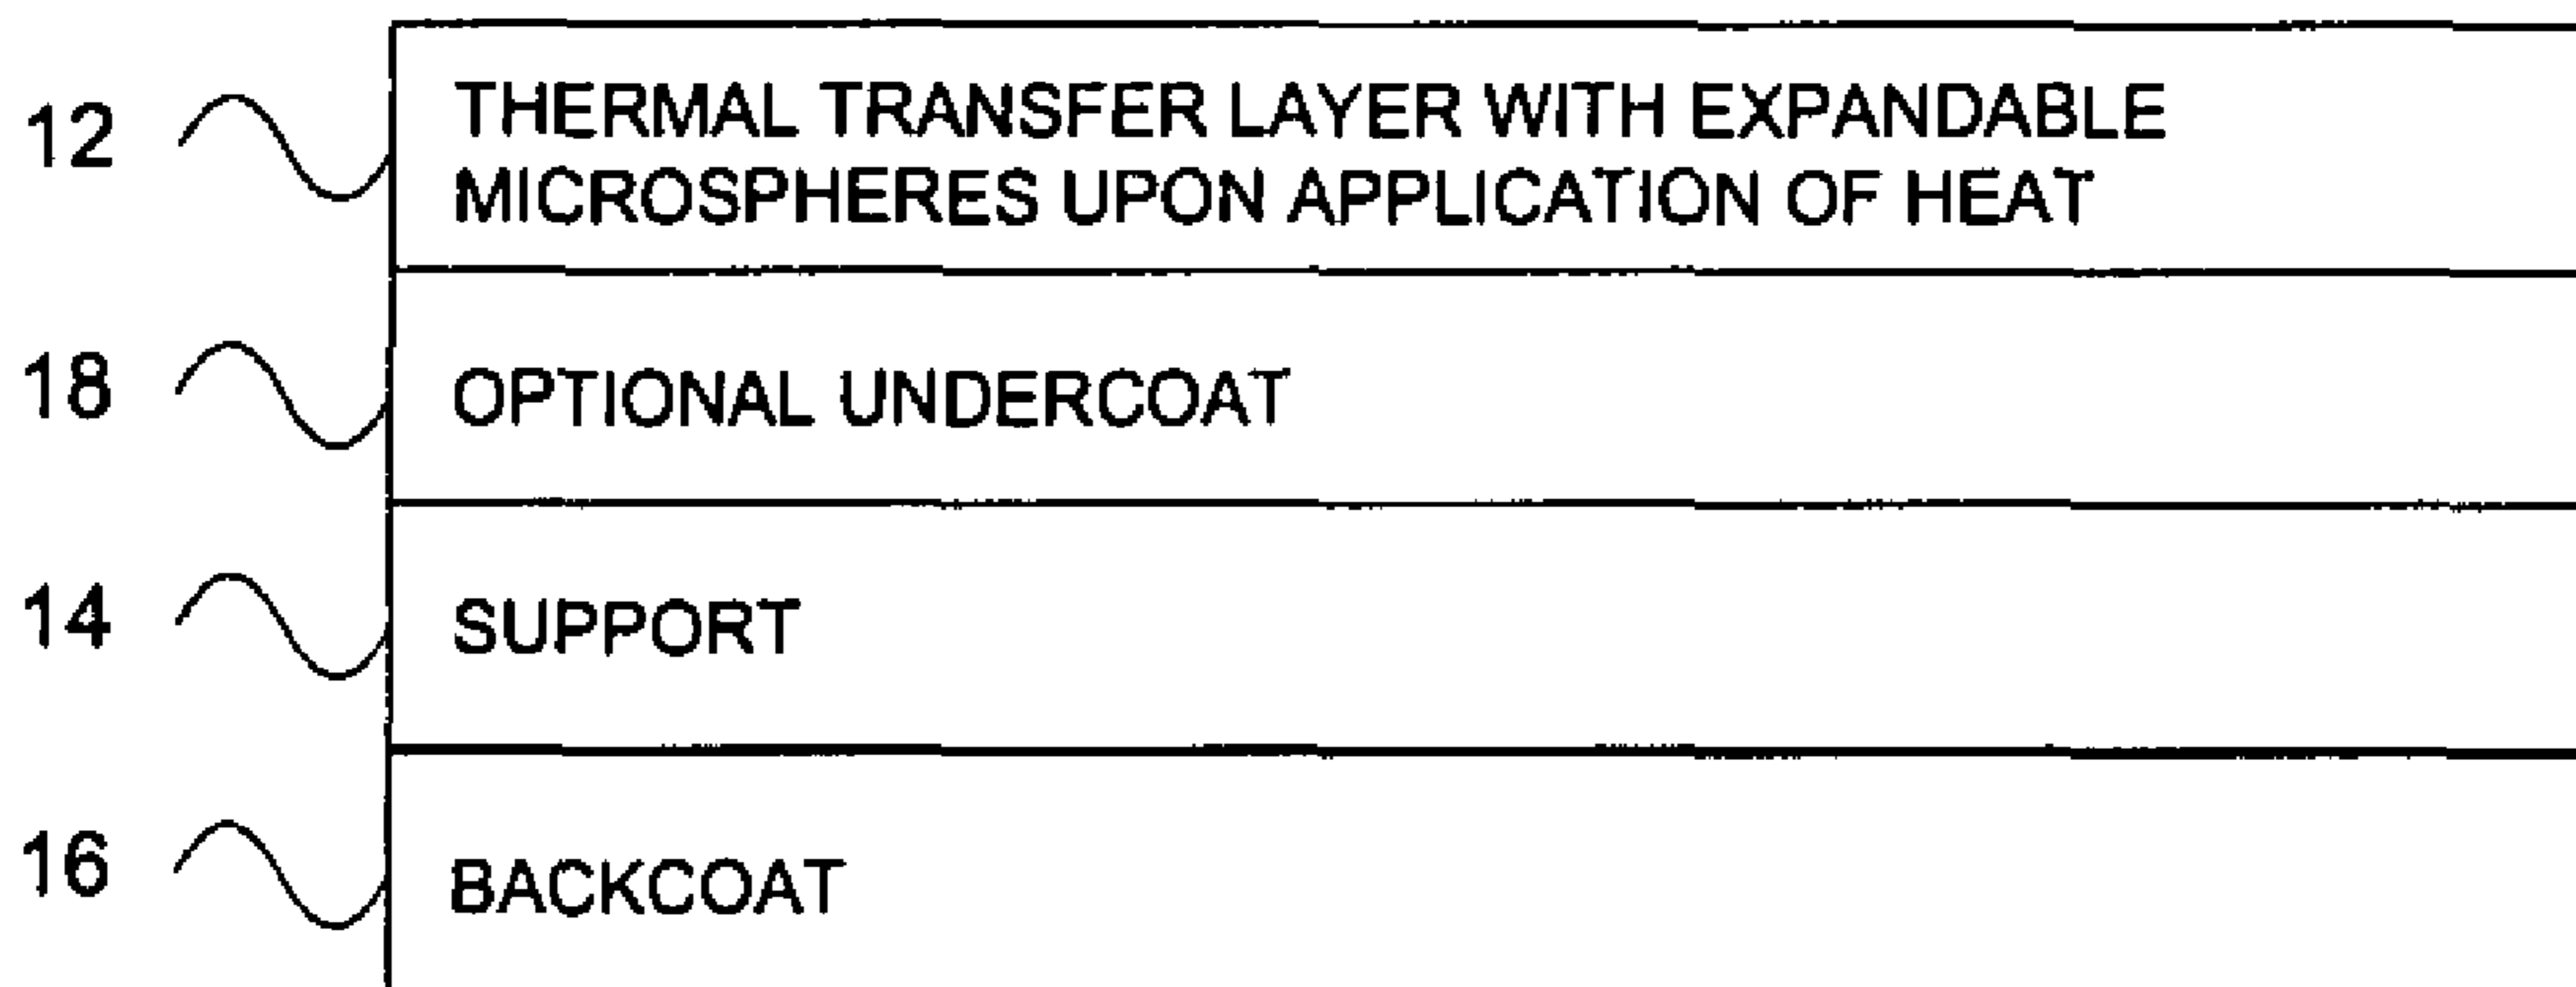 12
THERMAL TRANSFER LAYER WITH EXPANDABLE
MICROSPHERES UPON APPLICATION OF HEAT
18
OPTIONAL UNDERCOAT
14
SUPPORT
16
BACKCOAT